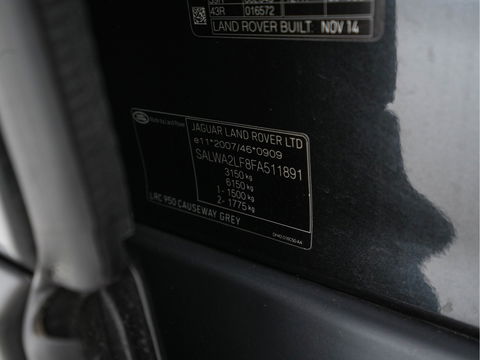 43R 016572
LAND ROVER BUILT: NOV 14
JAGUAR LAND ROVER LTD
e11*2007/46*0909
SALWA2LF8FA511891
3150 kg
6150 kg
1- 1500 kg
2- 1775 kg
LRC 950 CAUSEWAY GREY